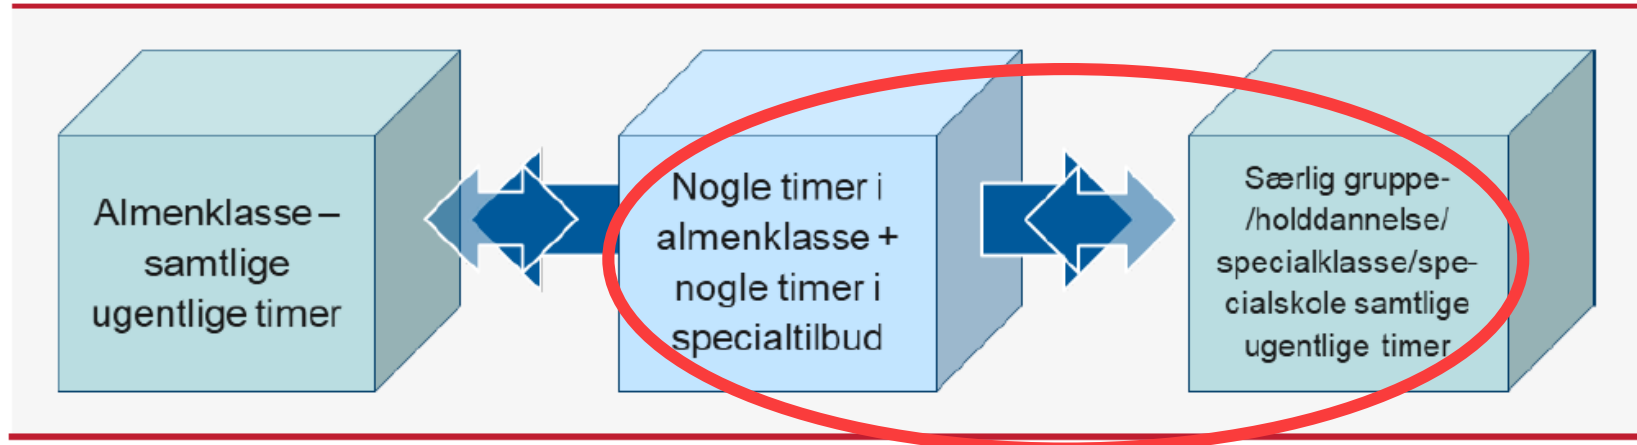 Almenklasse –
samtlige
ugentlige timer
Nogle timer i
almenklasse +
nogle timer i
specialtilbud
Særlig gruppe-
/holddannelse/
specialklasse/spe-
cialskole samtlige
ugentlige timer